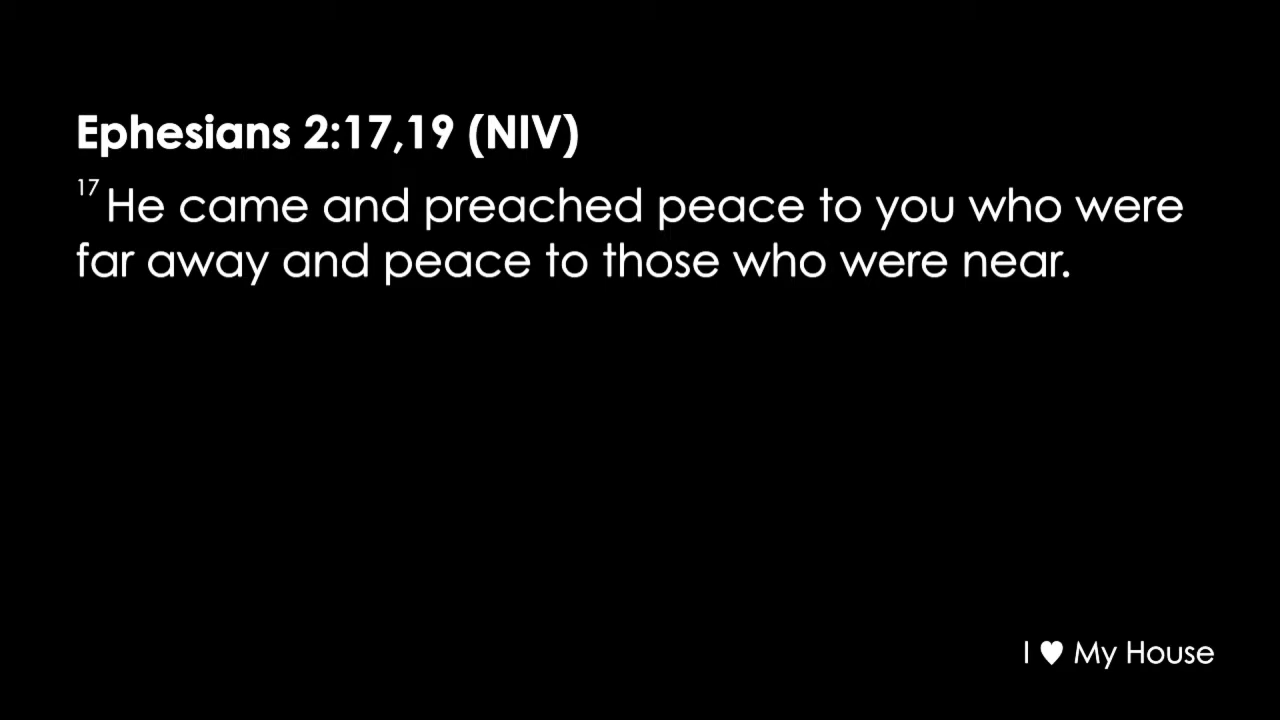 Ephesians 2:17,19 (NIV)
17 He came and preached peace to you who were
far away and peace to those who were near.
I ♥ My House